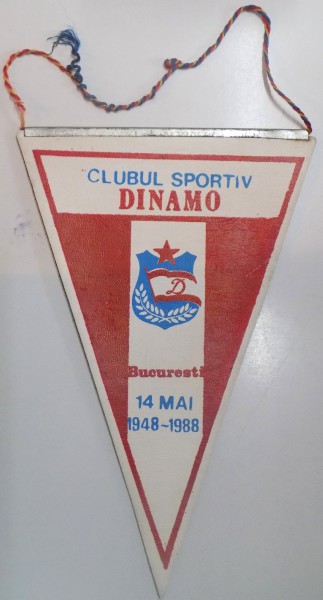 CLUBUL SPORTIV
DINAMO
D
Bucuresti
14 MAI
1948-1988